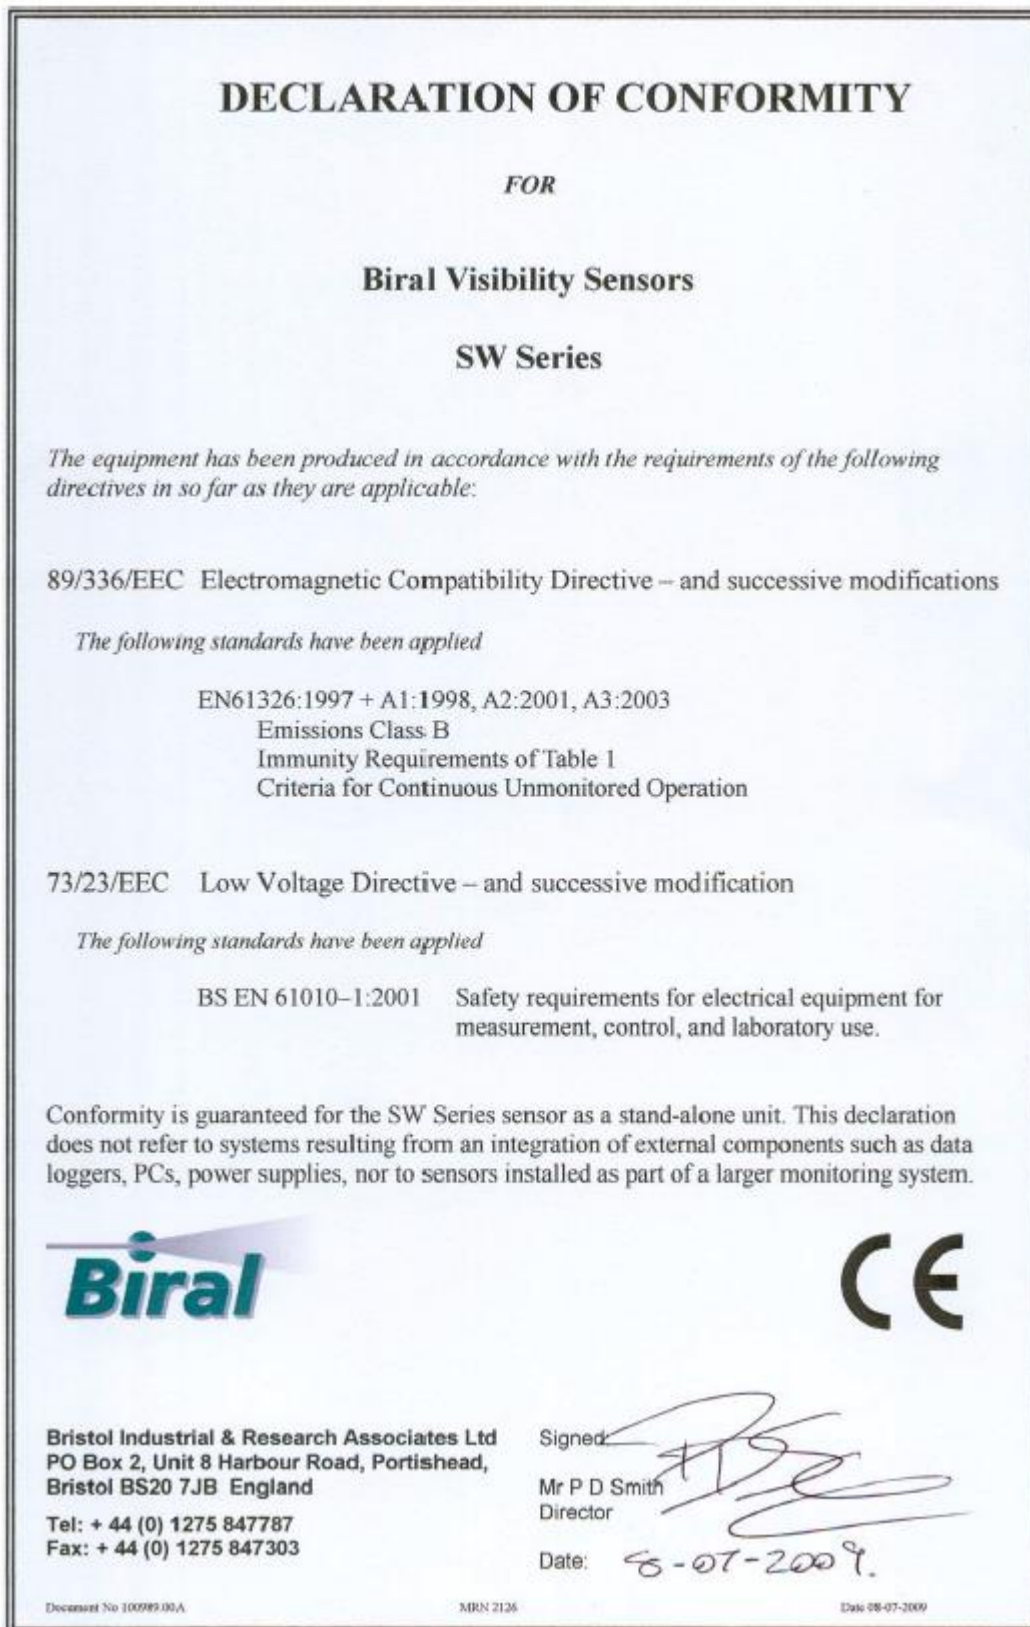 DECLARATION OF CONFORMITY
FOR
Biral Visibility Sensors
SW Series
The equipment has been produced in accordance with the requirements of the following
directives in so far as they are applicable:
89/336/EEC Electromagnetic Compatibility Directive – and successive modifications
The following standards have been applied
EN61326:1997 + A1:1998, A2:2001, A3:2003
Emissions Class B
Immunity Requirements of Table 1
Criteria for Continuous Unmonitored Operation
73/23/EEC Low Voltage Directive – and successive modification
The following standards have been applied
BS EN 61010–1:2001 Safety requirements for electrical equipment for
measurement, control, and laboratory use.
Conformity is guaranteed for the SW Series sensor as a stand-alone unit. This declaration
does not refer to systems resulting from an integration of external components such as data
loggers, PCs, power supplies, nor to sensors installed as part of a larger monitoring system.
Biral
CE
Bristol Industrial & Research Associates Ltd
PO Box 2, Unit 8 Harbour Road, Portishead,
Bristol BS20 7JB England
Tel: + 44 (0) 1275 847787
Fax: + 44 (0) 1275 847303
Signed:
Mr P D Smith
Director
Date: 8-07-2009.
Document No 100989.00A
MRN 2126
Date 08-07-2009